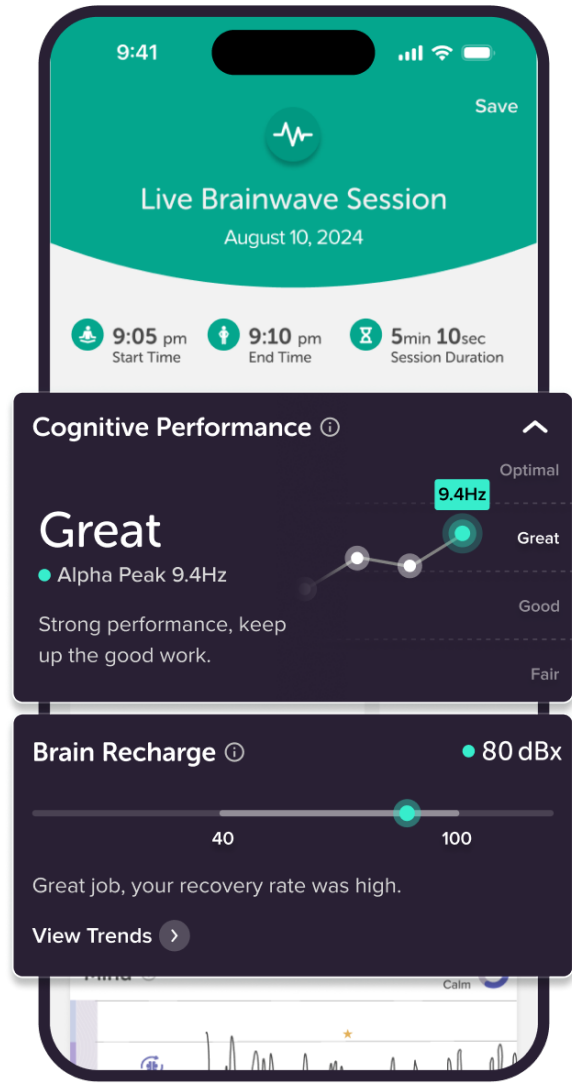 9:41
Save
Live Brainwave Session
August 10, 2024
9:05 pm
Start Time
9:10 pm
End Time
5min 10sec
Session Duration
Cognitive Performance
Optimal
9.4Hz
Great
Great
Alpha Peak 9.4Hz
Good
Strong performance, keep
up the good work.
Fair
Brain Recharge
80 dBx
40
100
Great job, your recovery rate was high.
View Trends
Mind
Calm